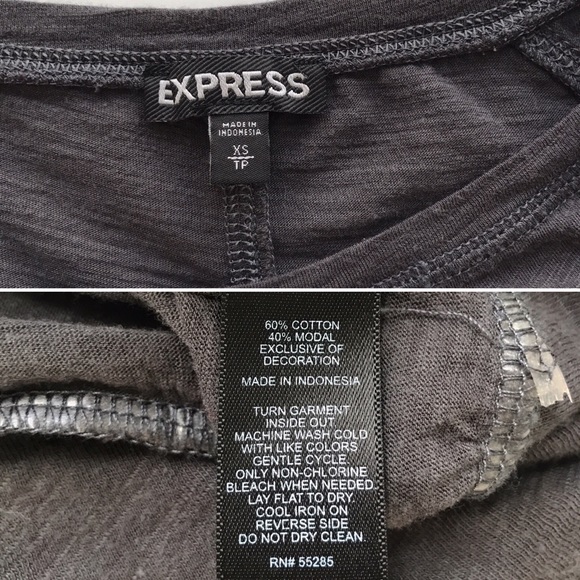 EXPRESS
MADE IN
INDONESIA
XS
TP
60% COTTON
40% MODAL
EXCLUSIVE OF
DECORATION
MADE IN INDONESIA
TURN GARMENT
INSIDE OUT
MACHINE WASH COLD
WITH LIKE COLORS
GENTLE CYCLE.
ONLY NON-CHLORINE
BLEACH WHEN NEEDED.
LAY FLAT TO DRY.
COOL IRON ON
REVERSE SIDE
DO NOT DRY CLEAN.
RN# 55285